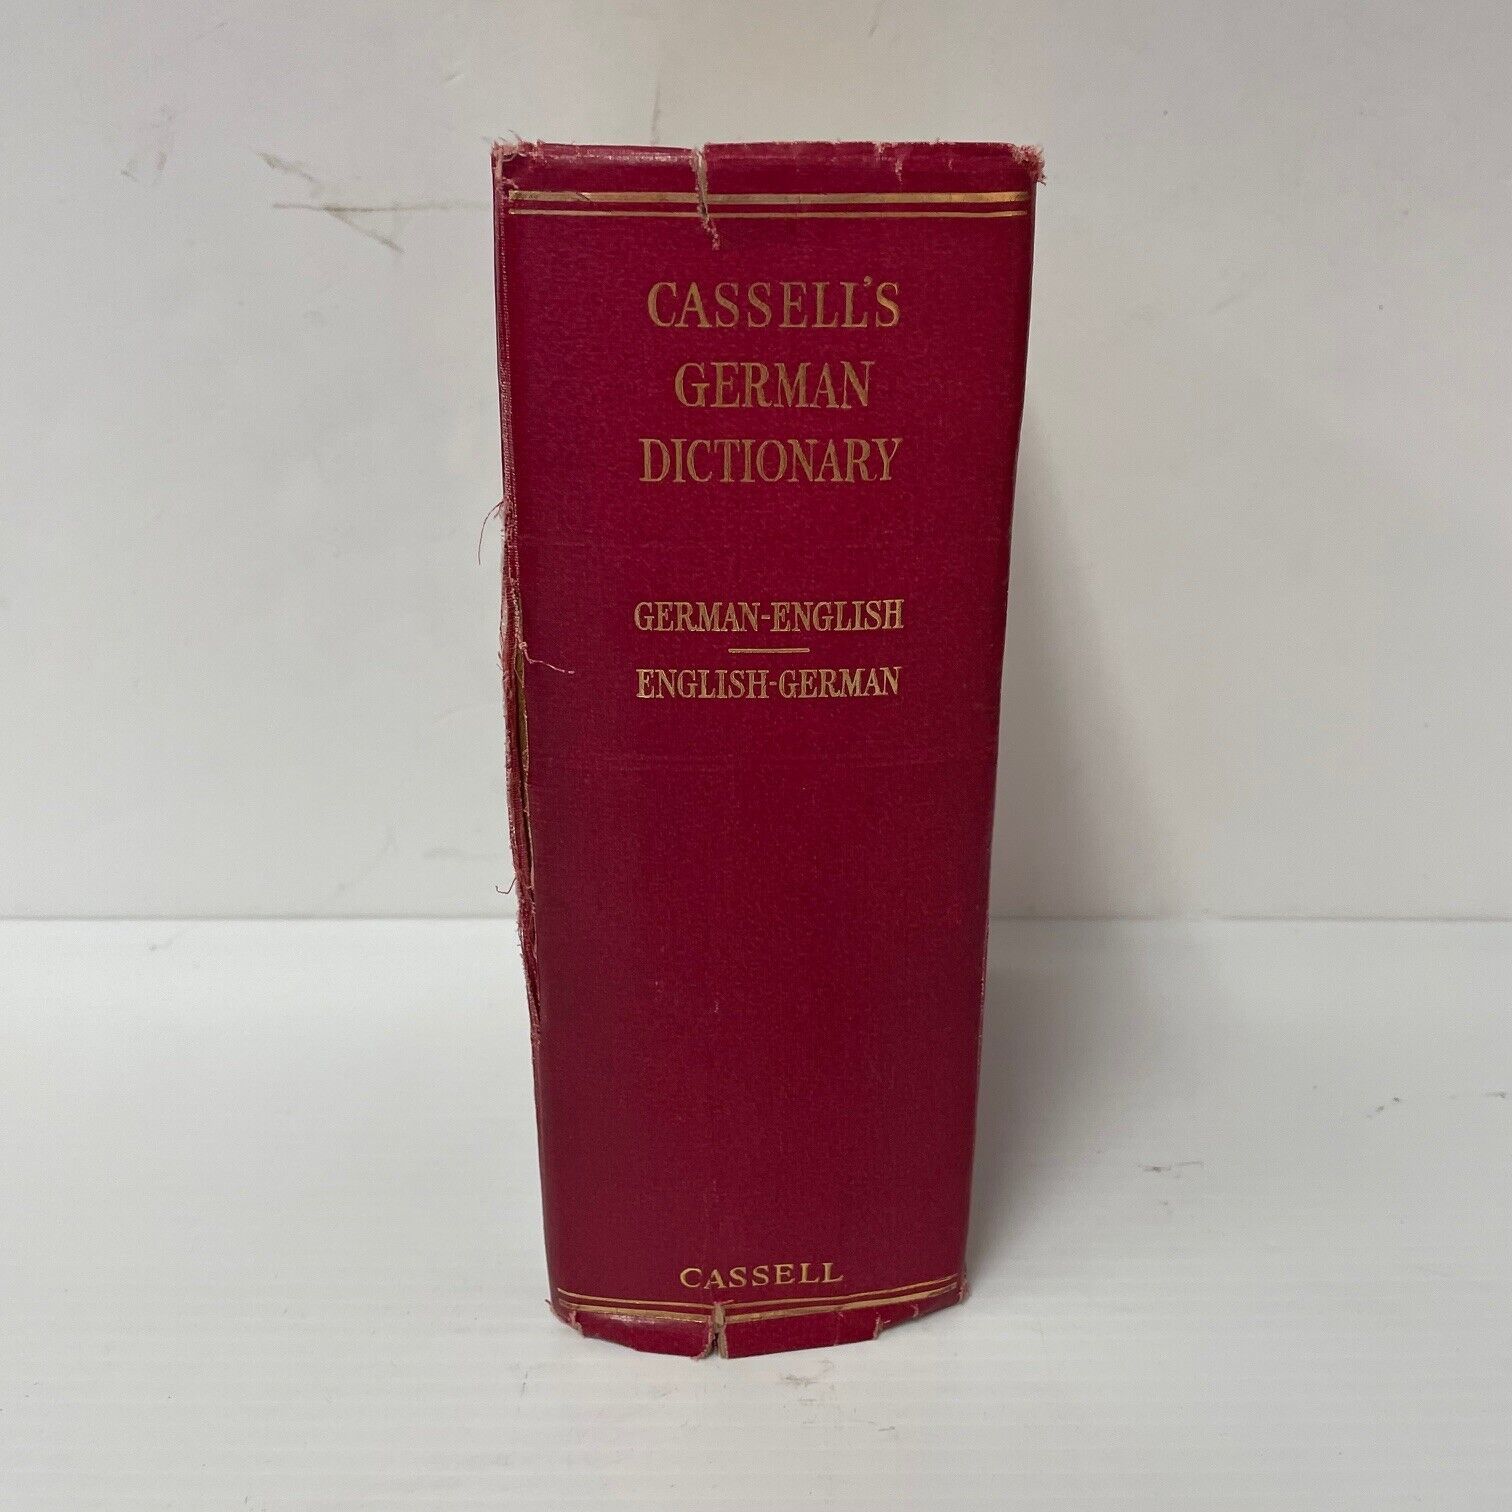 CASSELL'S
GERMAN
DICTIONARY
GERMAN-ENGLISH
ENGLISH-GERMAN
CASSELL